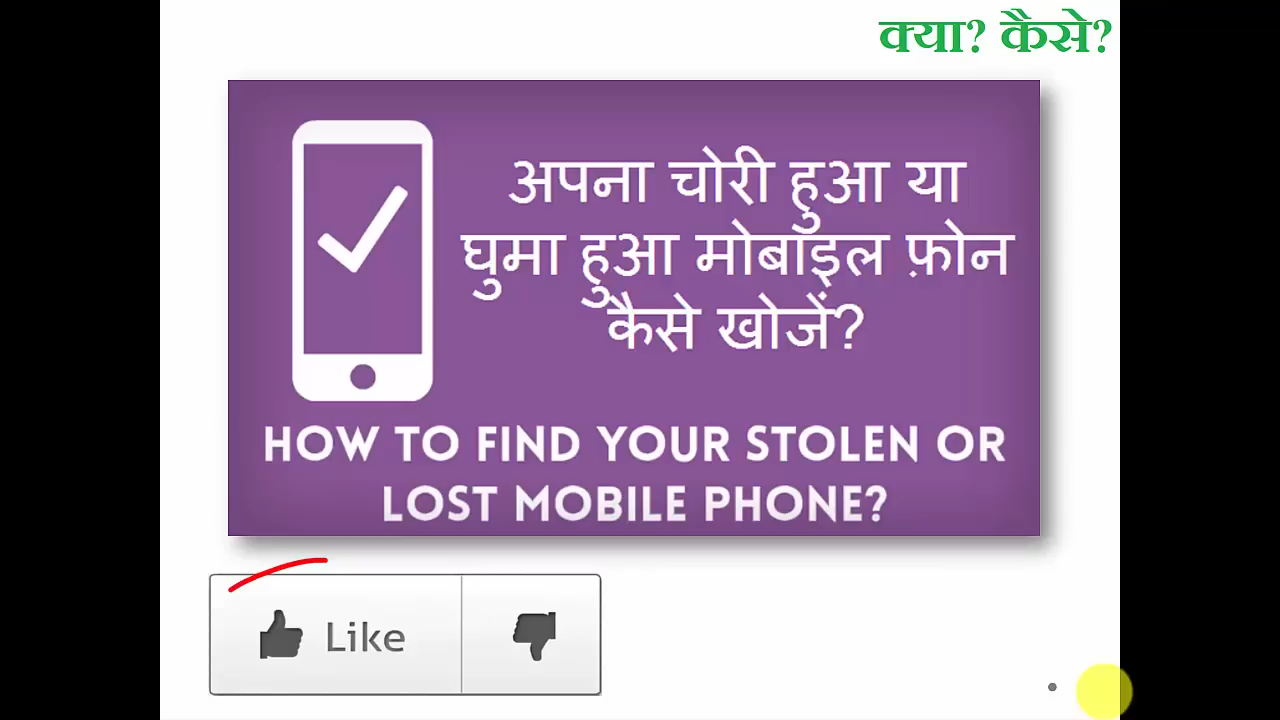 क्या? कैसे?
अपना चोरी हुआ या
घुमा हुआ मोबाइल फ़ोन
कैसे खोजें?
HOW TO FIND YOUR STOLEN OR
LOST MOBILE PHONE?
Like